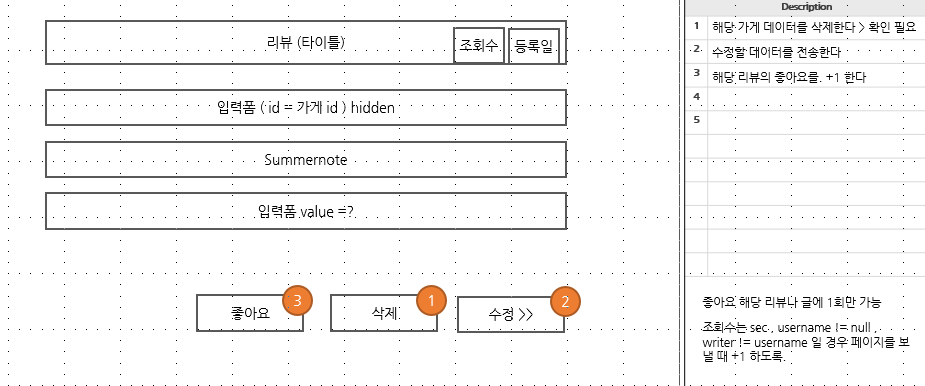 리뷰 (타이틀)
조회수
등록일
입력폼 ( id = 가게 id ) hidden
Summernote
입력폼 value =?
좋아요
3
삭제
1
수정 >>
2
Description
1 해당 가게 데이터를 삭제한다 > 확인 필요
2 수정할 데이터를 전송한다
3 해당 리뷰의 좋아요를. +1 한다
4
5
좋아요 해당 리뷰나 글에 1회만 가능
조회수는 sec , username != null ,
writer != username 일 경우 페이지를 보
낼 때 +1 하도록.